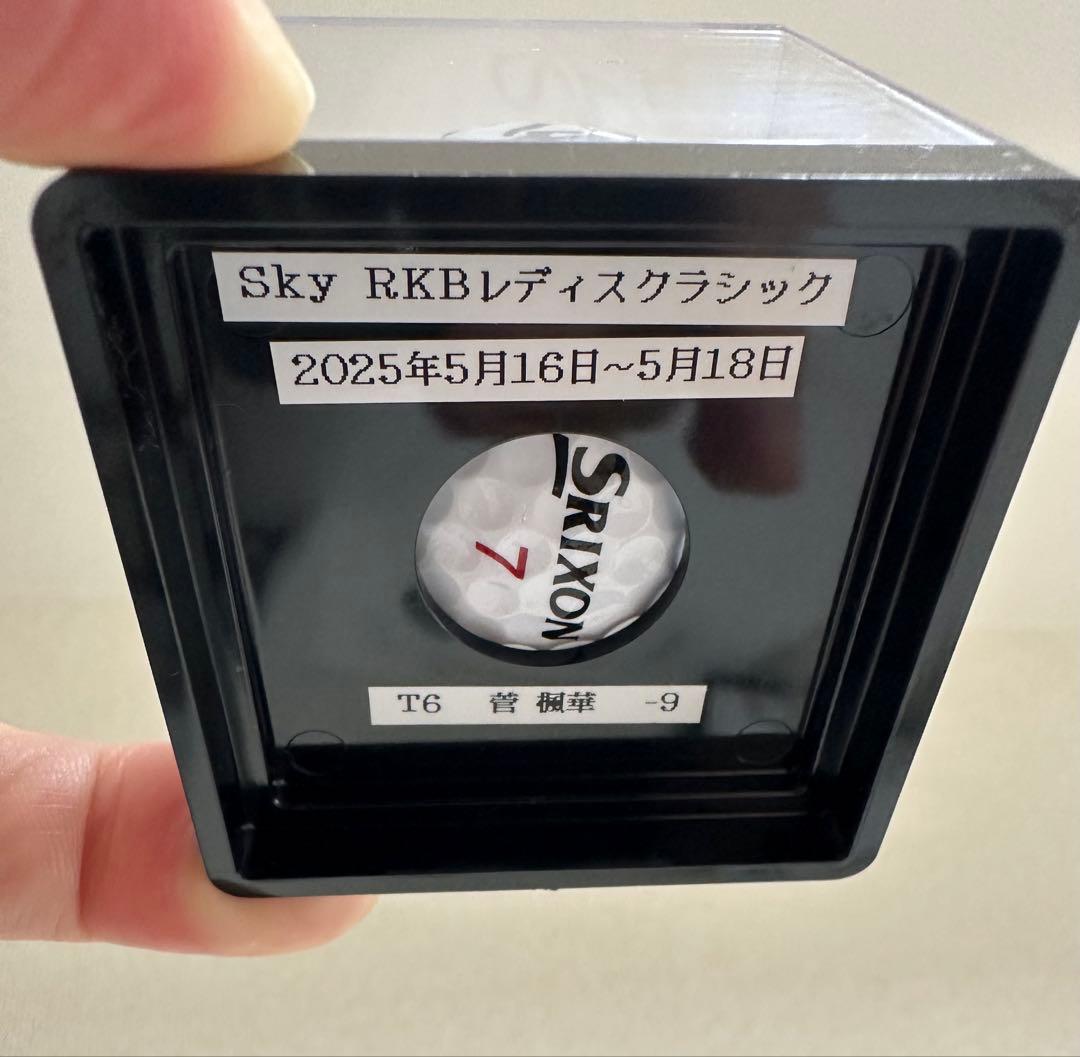 Sky RKBレディスクラシック
2025年5月16日~5月18日
SRIXON
7
T6 菅 楓華 -9